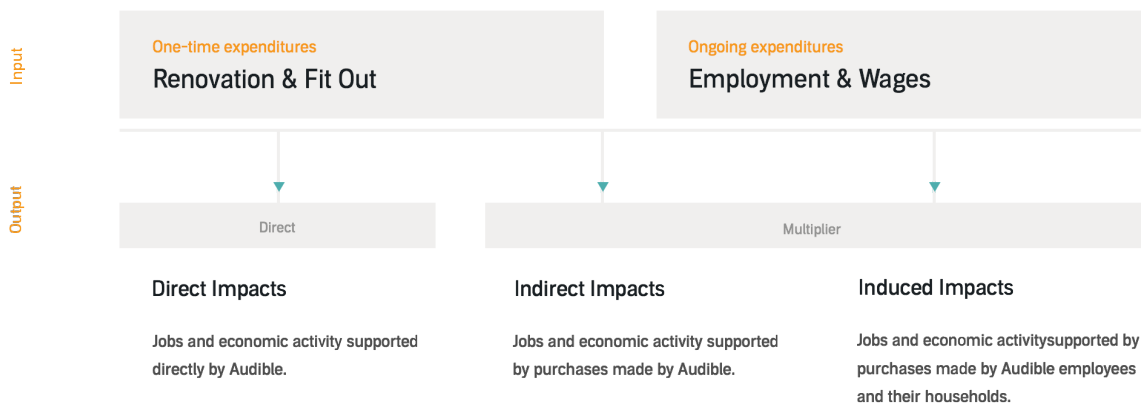 Input
One-time expenditures
Renovation & Fit Out
Ongoing expenditures
Employment & Wages
Output
Direct
Multiplier
Direct Impacts
Jobs and economic activity supported
directly by Audible.
Indirect Impacts
Jobs and economic activity supported
by purchases made by Audible.
Induced Impacts
Jobs and economic activitysupported by
purchases made by Audible employees
and their households.